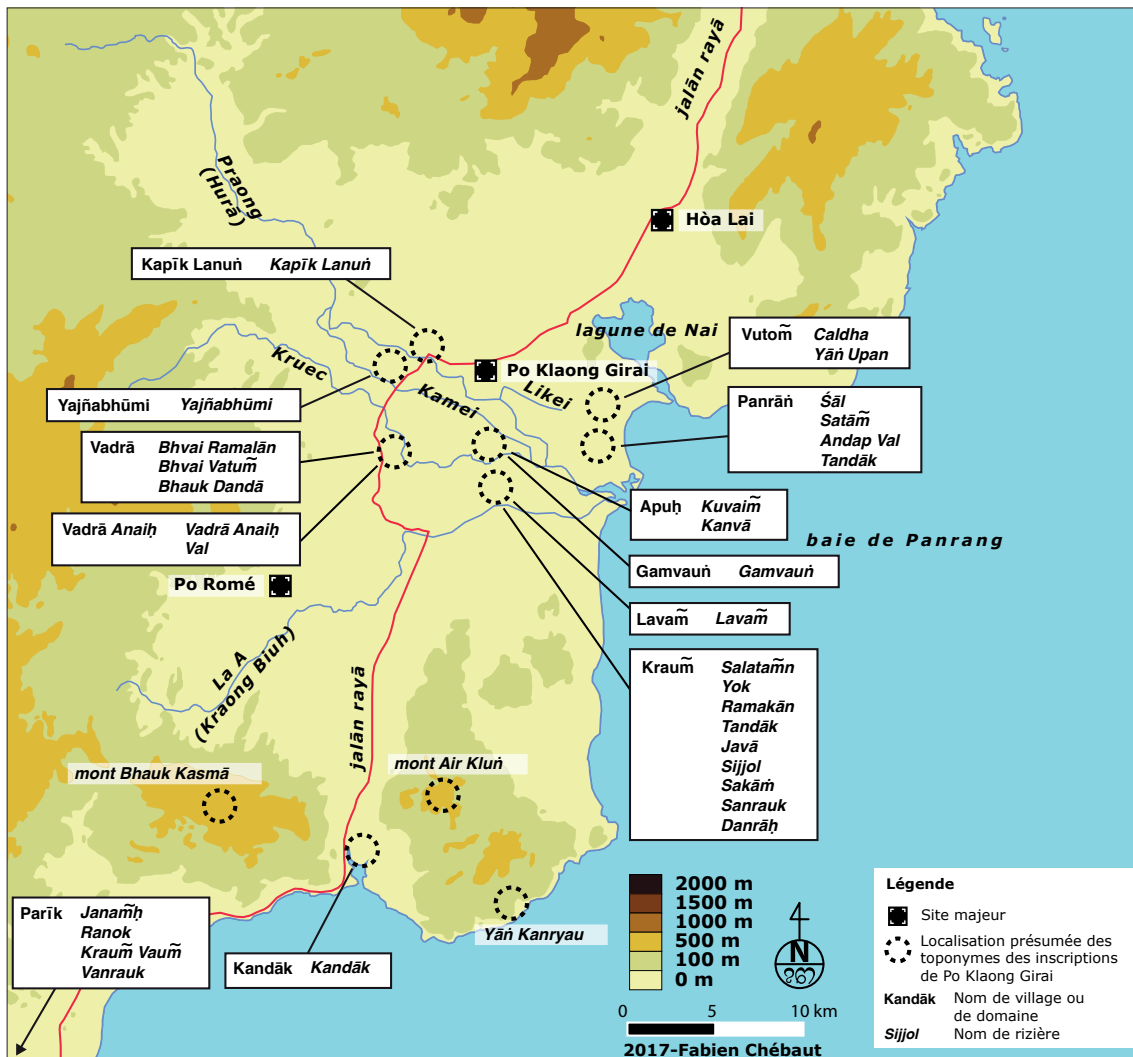 jalān rayā
Praong
(Hurā)
Hòa Lai
Kapīk Lanuṅ Kapīk Lanuṅ
lagune de Nai
Vutom̃ Caldha
Yāṅ Upan
Kruec
Po Klaong Girai
Likei
Kamei
Yajñabhūmi Yajñabhūmi
Panrāṅ Śāl
Satām̃
Andap Val
Tandāk
Vadrā Bhvai Ramalān
Bhvai Vatum̃
Bhauk Dandā
Apuḥ Kuvaim̃
Kanvā
Vadrā Anaiḥ Vadrā Anaiḥ
Val
baie de Panrang
Gamvauṅ Gamvauṅ
Po Romé
Lavam̃ Lavam̃
La A
(Kraong Biuh)
Kraum̃ Salatam̃n
Yok
Ramakān
Tandāk
Javā
Sijjol
Sakāṁ
Sanrauk
Danrāḥ
jalān rayā
mont Bhauk Kasmā
mont Air Kluṅ
Yāṅ Kanryau
Parīk Janam̃ḥ
Ranok
Kraum̃ Vaum̃
Vanrauk
Kandāk Kandāk
2000 m
1500 m
1000 m
500 m
100 m
0 m
N
0 5 10 km
2017-Fabien Chébaut
Légende
Site majeur
Localisation présumée des
toponymes des inscriptions
de Po Klaong Girai
Kandāk Nom de village ou
de domaine
Sijjol Nom de rizière